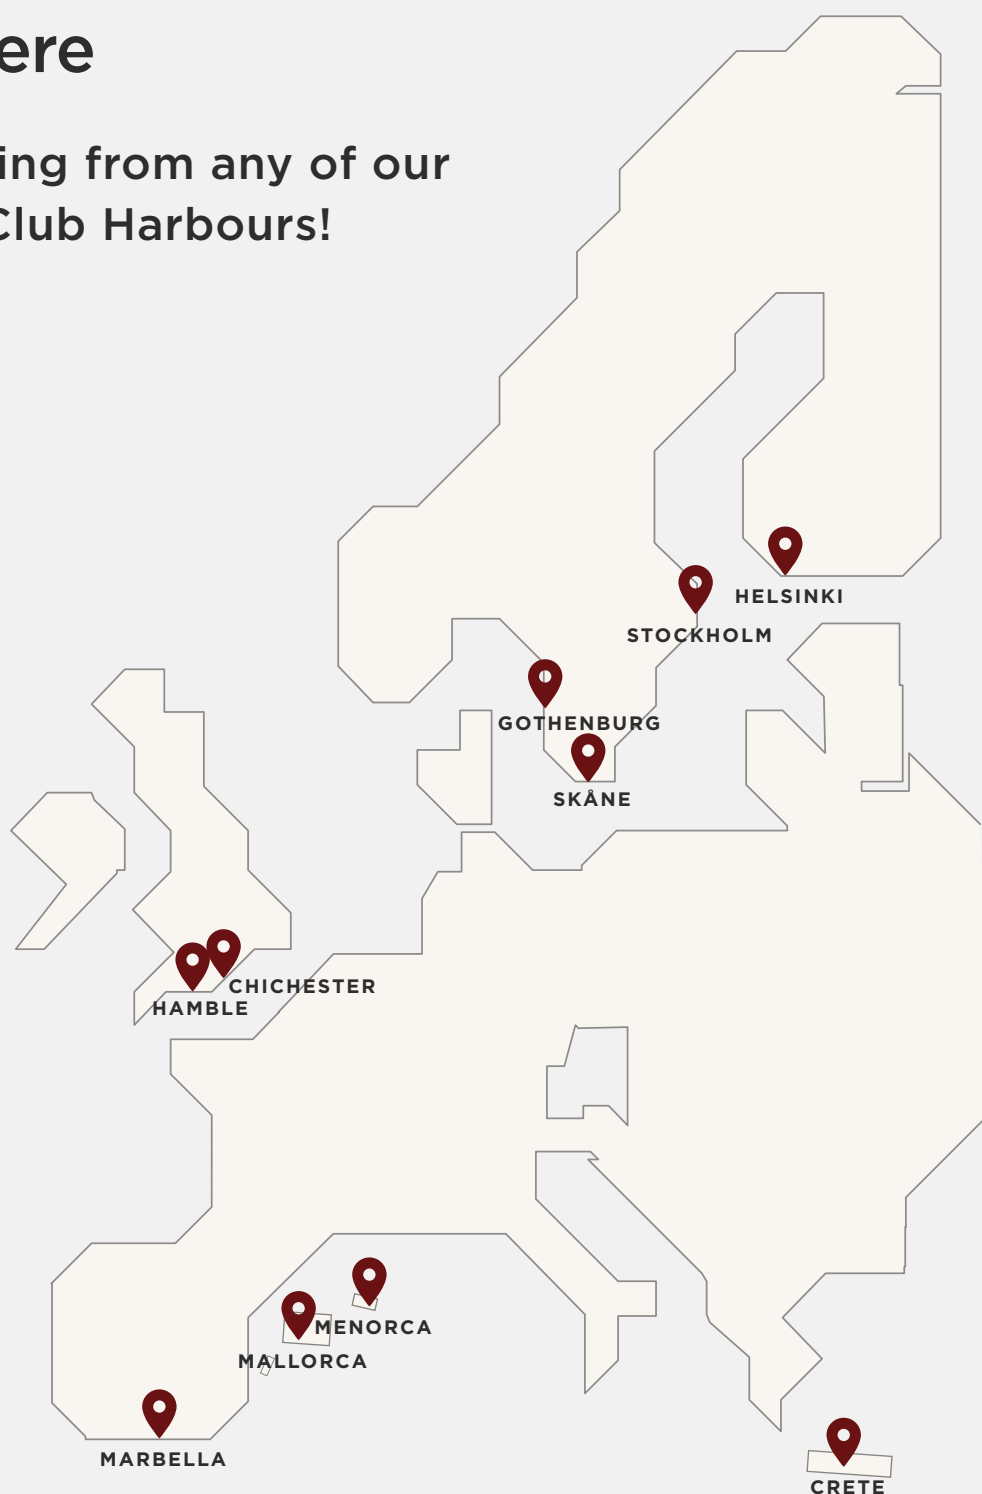 ere
ing from any of our
Club Harbours!
HELSINKI
STOCKHOLM
GOTHENBURG
SKÅNE
CHICHESTER
HAMBLE
MENORCA
MALLORCA
MARBELLA
CRETE